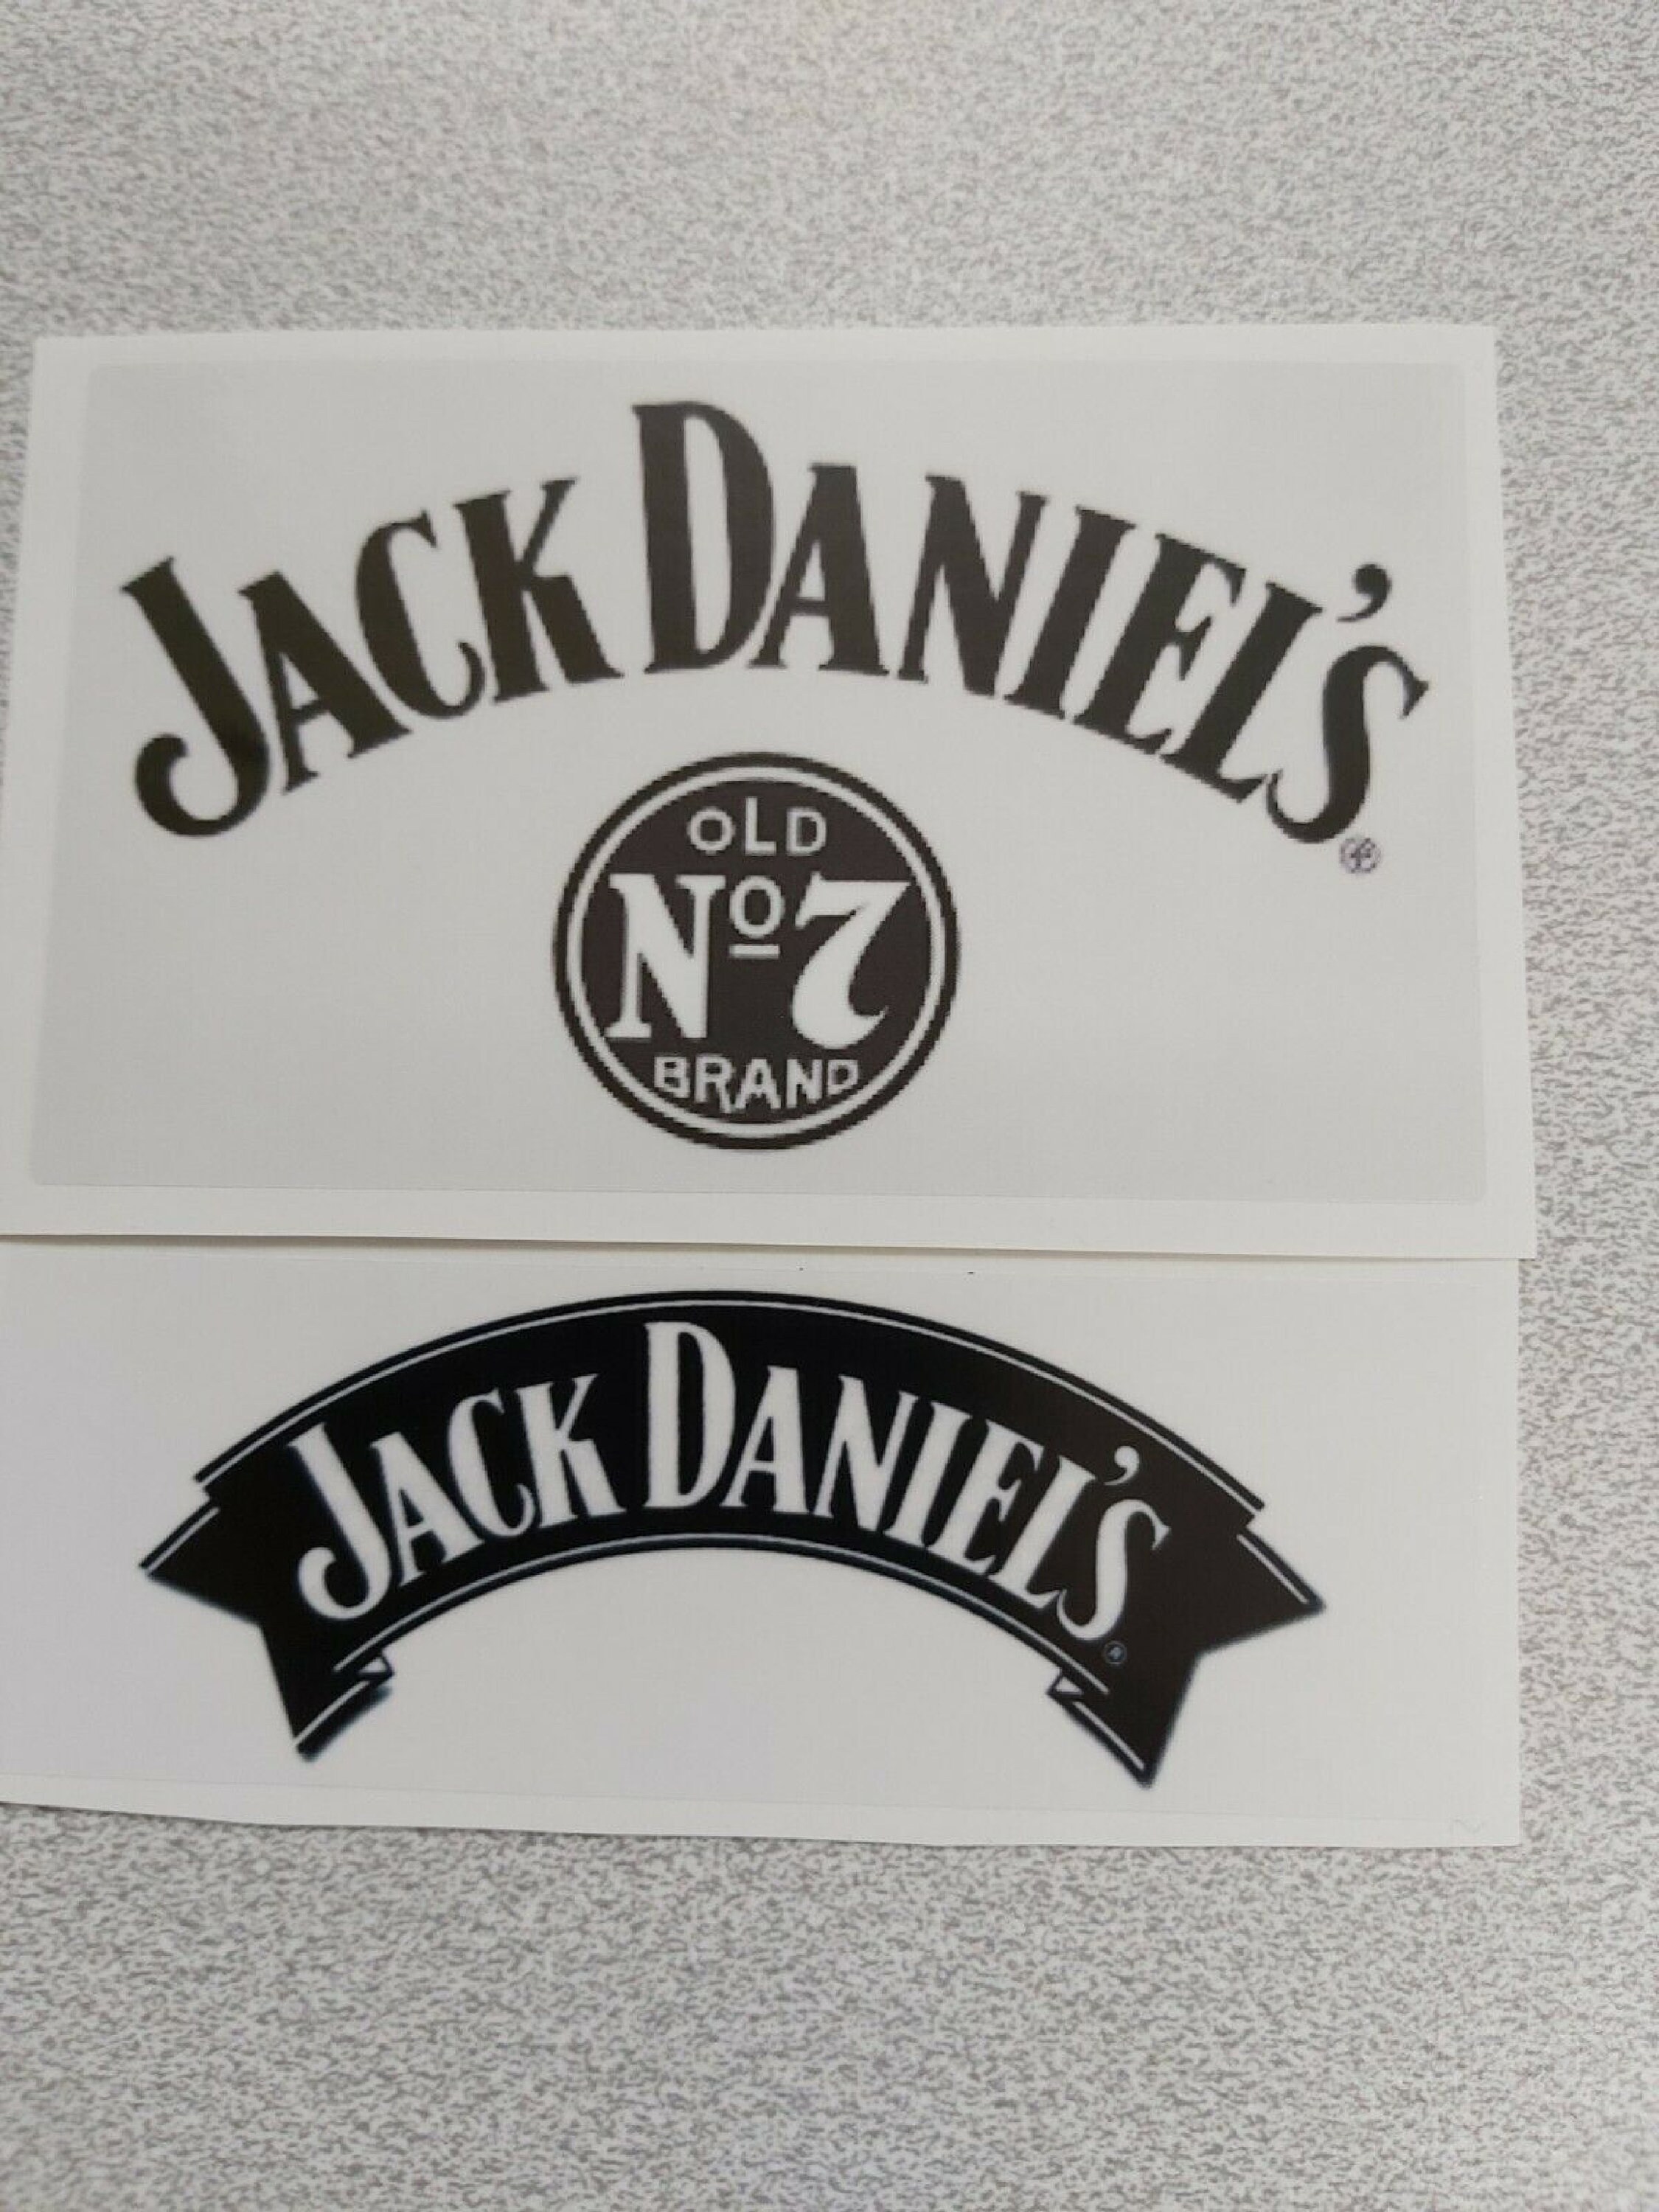 JACK DANIEL'S
OLD
Nº7
BRAND
JACK DANIEL'S
®